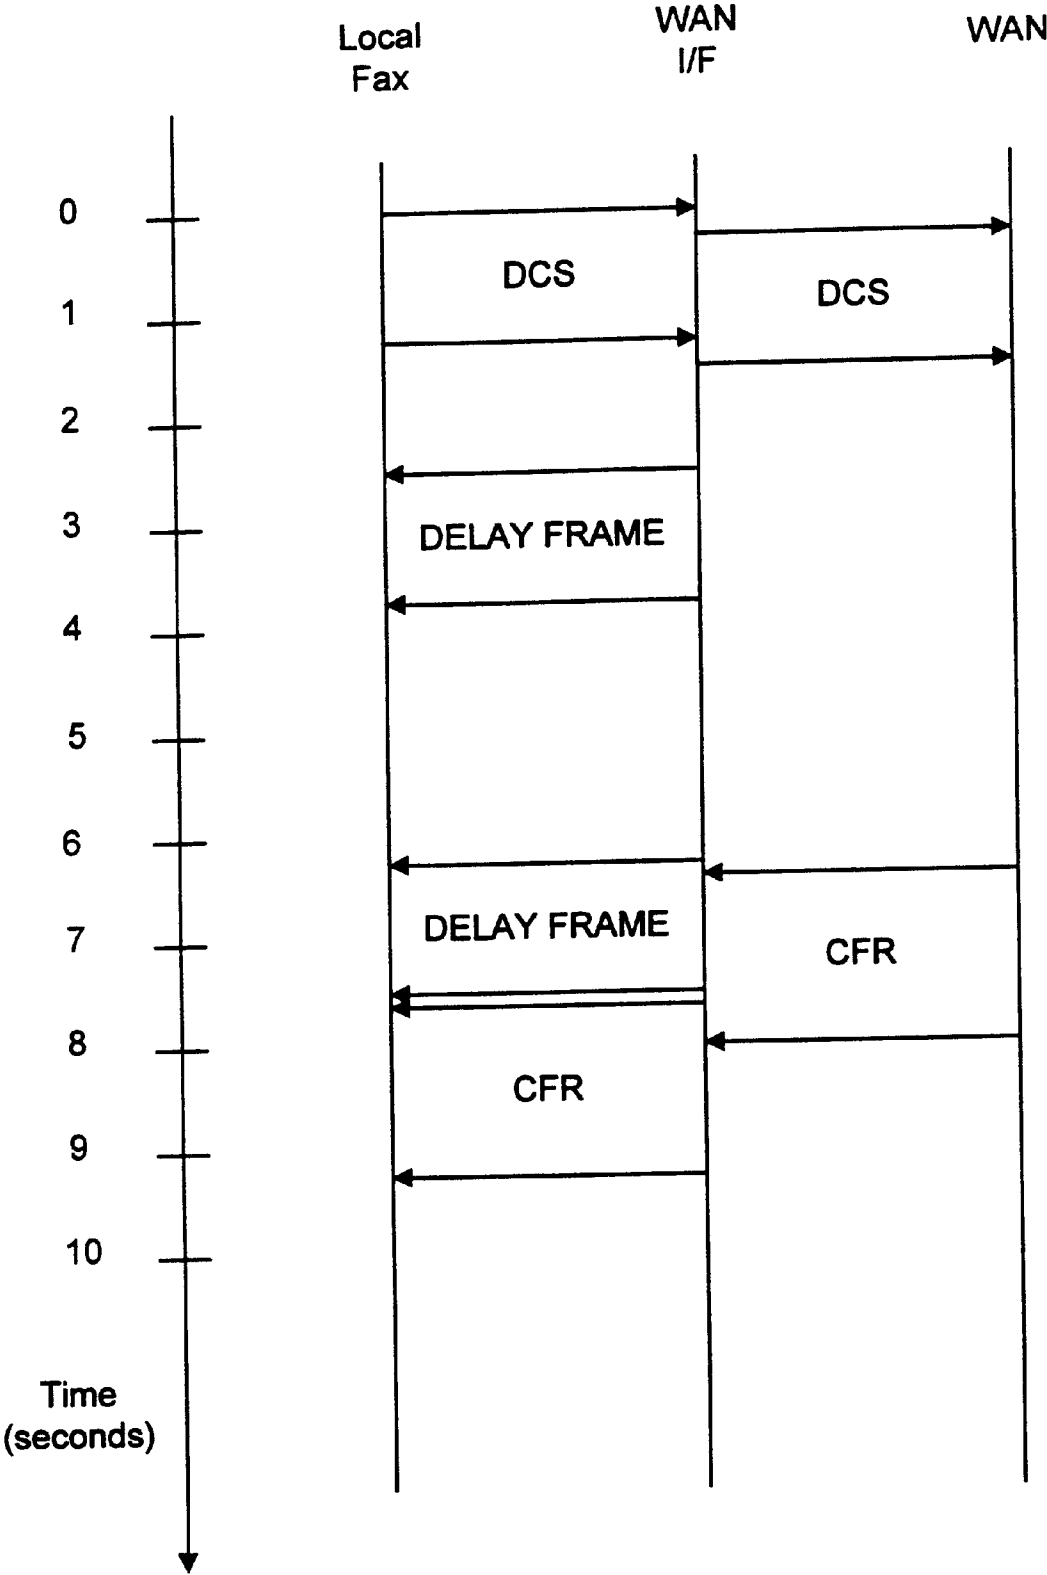 Local
Fax
WAN
I/F
WAN
0
DCS
DCS
1
2
3
DELAY FRAME
4
5
6
7
DELAY FRAME
CFR
8
CFR
9
10
Time
(seconds)